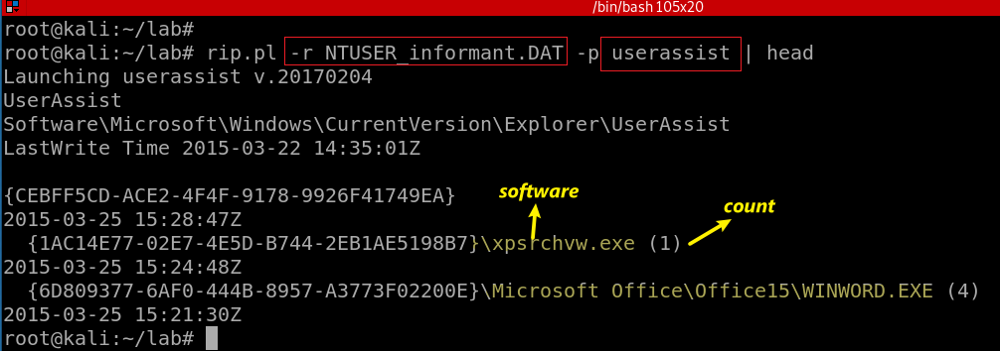 /bin/bash 105x20
root@kali:~/lab#
root@kali:~/lab# rip.pl -r NTUSER_informant.DAT -p userassist | head
Launching userassist v.20170204
UserAssist
Software\Microsoft\Windows\CurrentVersion\Explorer\UserAssist
LastWrite Time 2015-03-22 14:35:01Z
{CEBFF5CD-ACE2-4F4F-9178-9926F41749EA}
software
count
2015-03-25 15:28:47Z
{1AC14E77-02E7-4E5D-B744-2EB1AE5198B7}\xpsrchvw.exe (1)
2015-03-25 15:24:48Z
{6D809377-6AF0-444B-8957-A3773F02200E}\Microsoft Office\Office15\WINWORD.EXE (4)
2015-03-25 15:21:30Z
root@kali:~/lab#